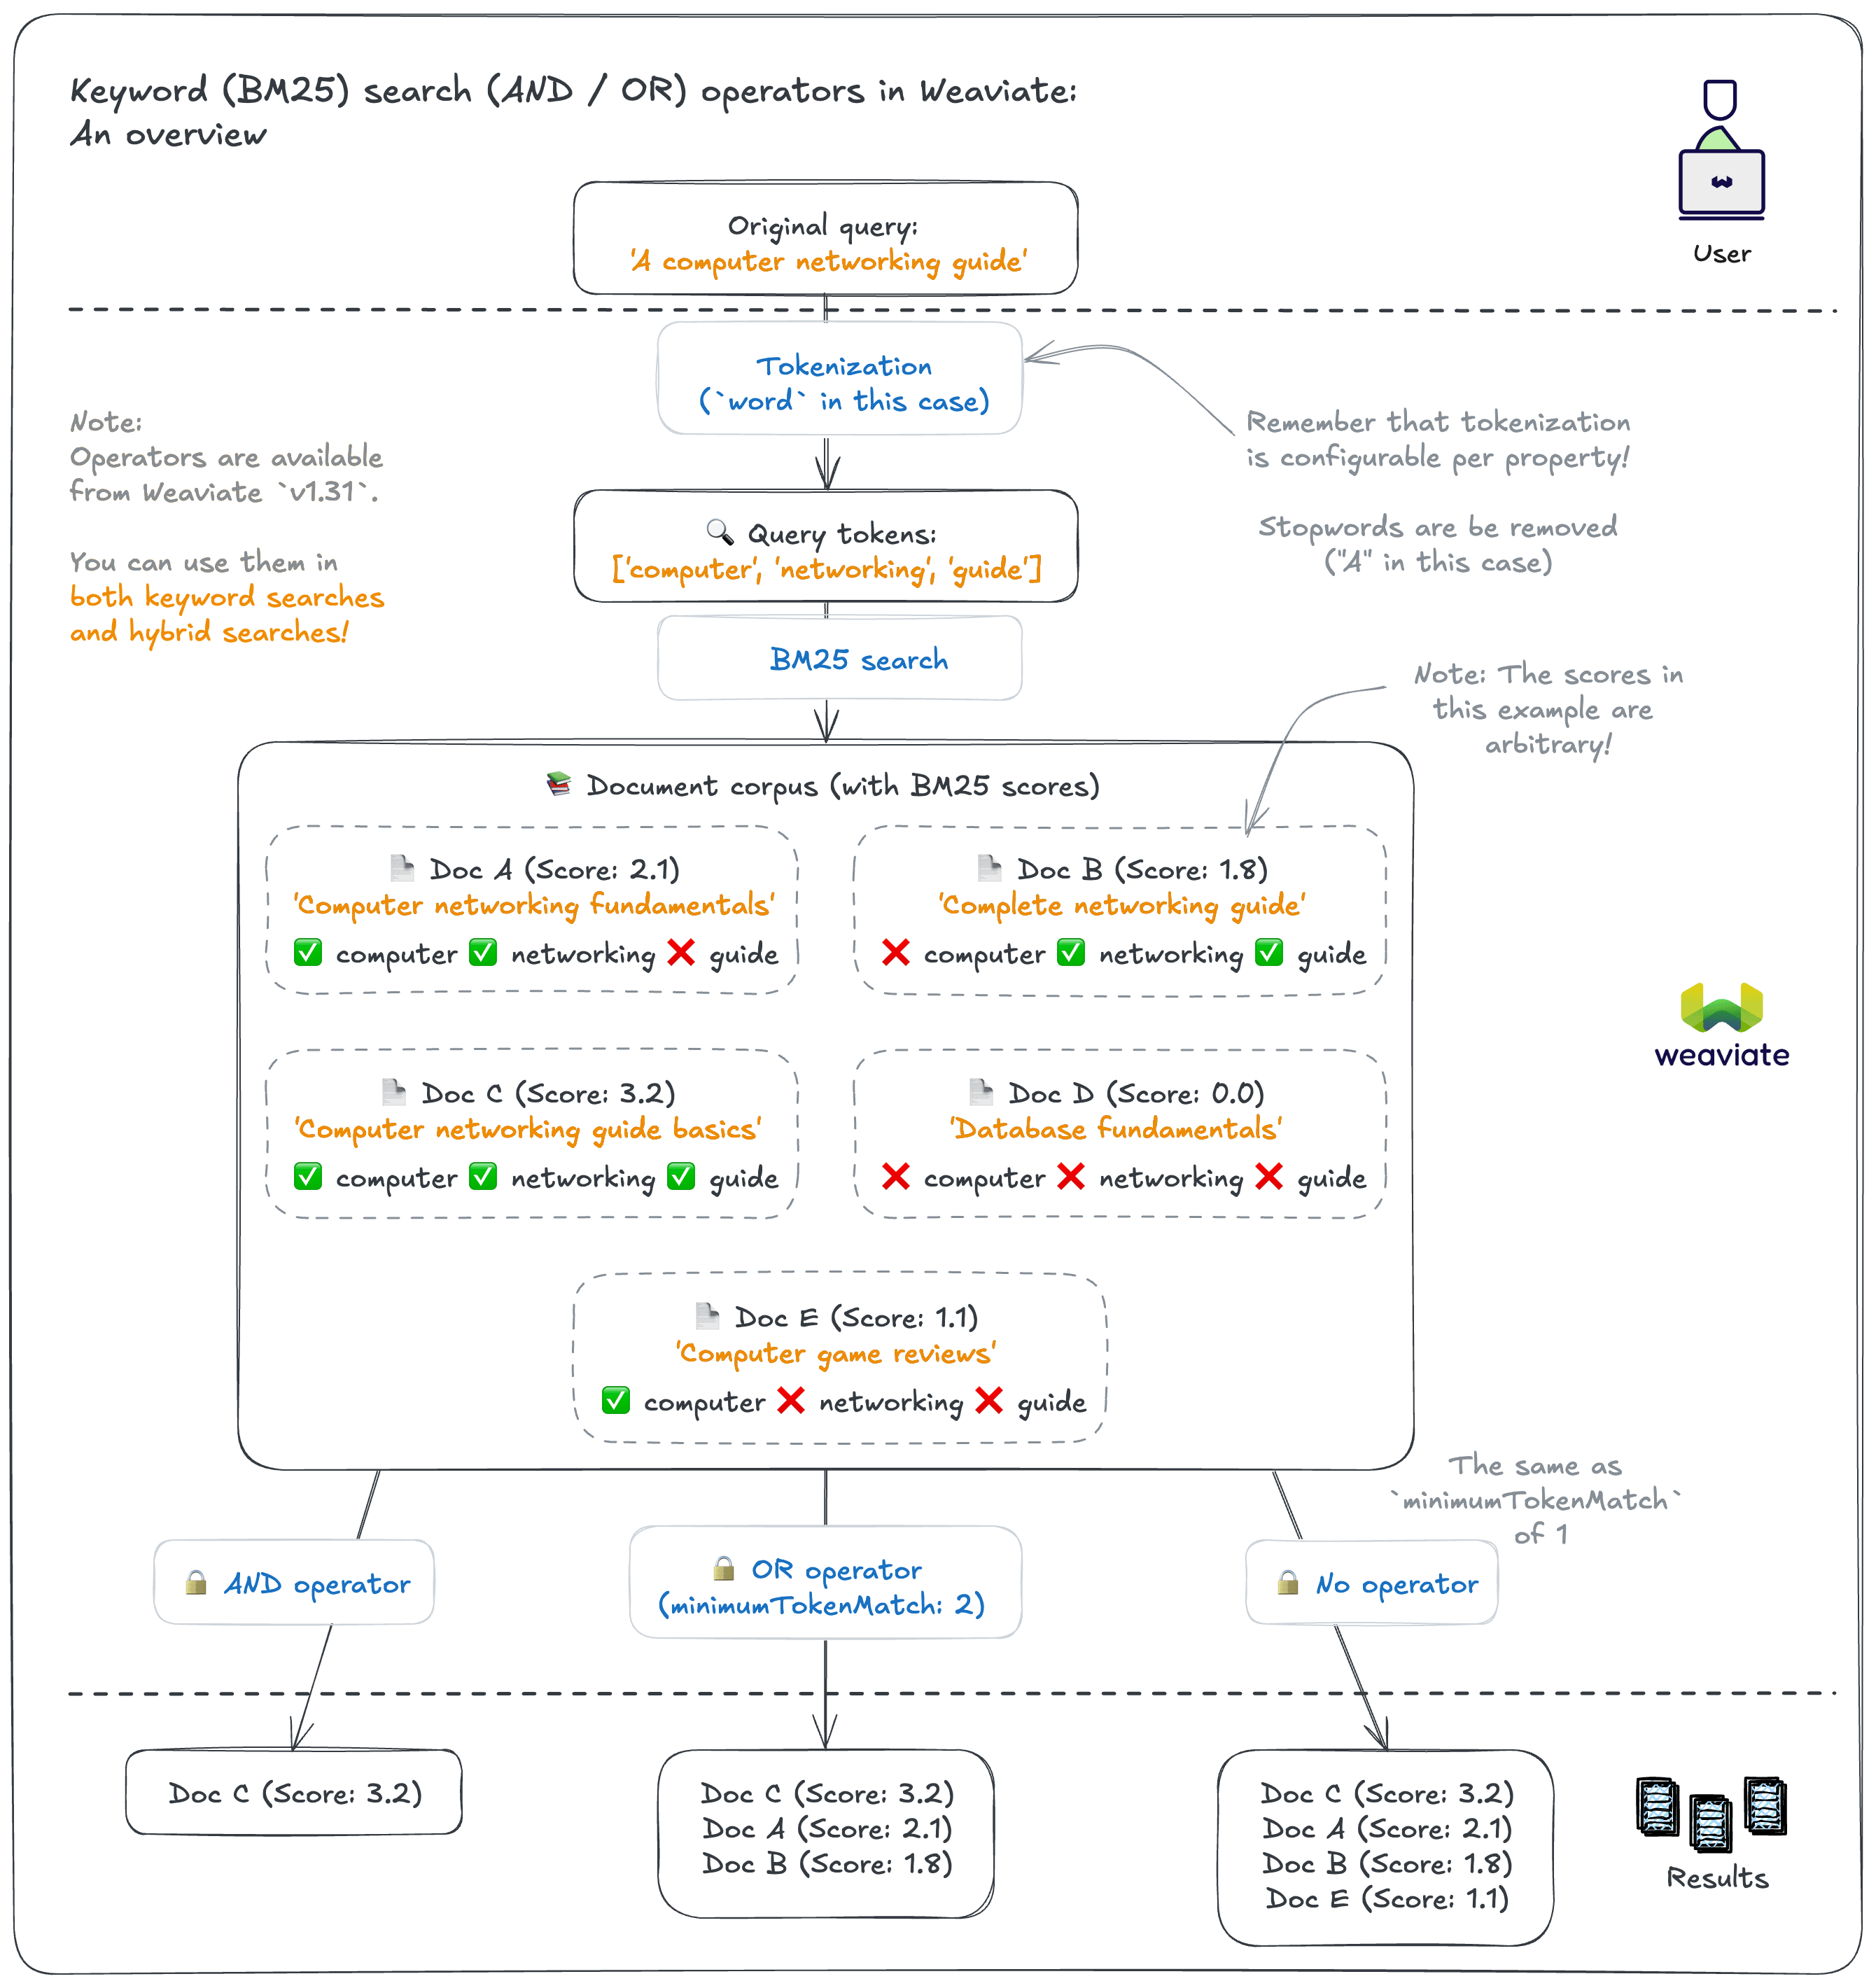 Keyword (BM25) search (AND / OR) operators in Weaviate:
An overview
User
Original query:
'A computer networking guide'
Tokenization
(`word` in this case)
Remember that tokenization
is configurable per property!
Stopwords are be removed
("A" in this case)
Note:
Operators are available
from Weaviate `v1.31`.
You can use them in
both keyword searches
and hybrid searches!
Query tokens:
['computer', 'networking', 'guide']
BM25 search
Note: The scores in
this example are
arbitrary!
Document corpus (with BM25 scores)
Doc A (Score: 2.1)
'Computer networking fundamentals'
computer networking guide
Doc B (Score: 1.8)
'Complete networking guide'
computer networking guide
Doc C (Score: 3.2)
'Computer networking guide basics'
computer networking guide
Doc D (Score: 0.0)
'Database fundamentals'
computer networking guide
Doc E (Score: 1.1)
'Computer game reviews'
computer networking guide
weaviate
The same as
`minimumTokenMatch`
of 1
AND operator
OR operator
(minimumTokenMatch: 2)
No operator
Doc C (Score: 3.2)
Doc C (Score: 3.2)
Doc A (Score: 2.1)
Doc B (Score: 1.8)
Doc C (Score: 3.2)
Doc A (Score: 2.1)
Doc B (Score: 1.8)
Doc E (Score: 1.1)
Results